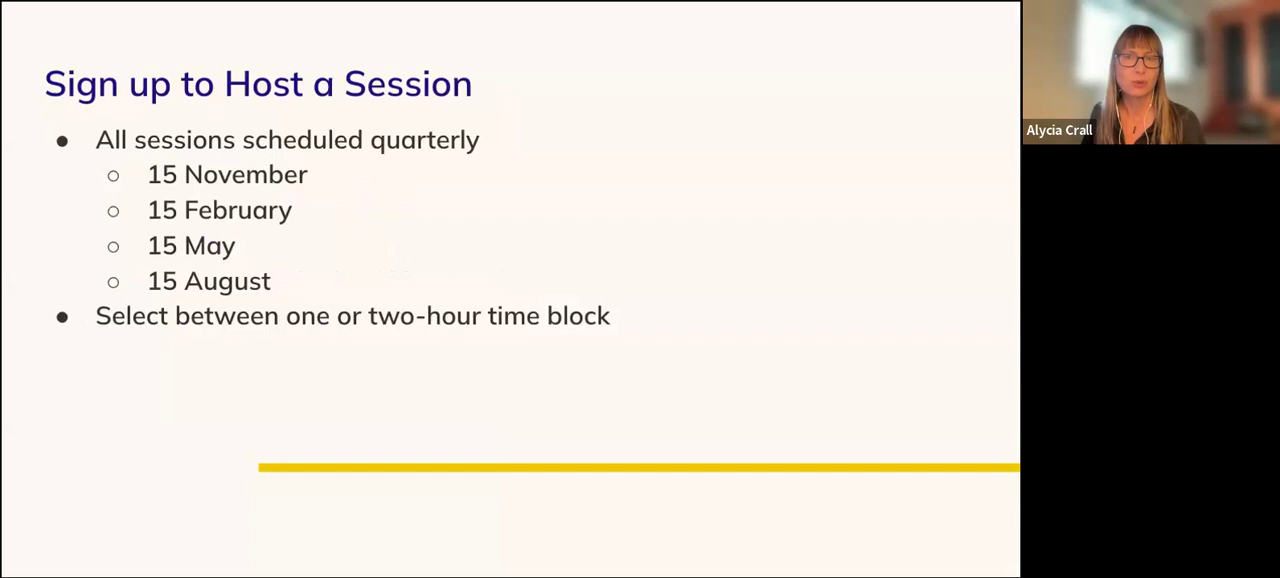 Sign up to Host a Session
● All sessions scheduled quarterly
○ 15 November
○ 15 February
○ 15 May
○ 15 August
● Select between one or two-hour time block
Alycia Crall